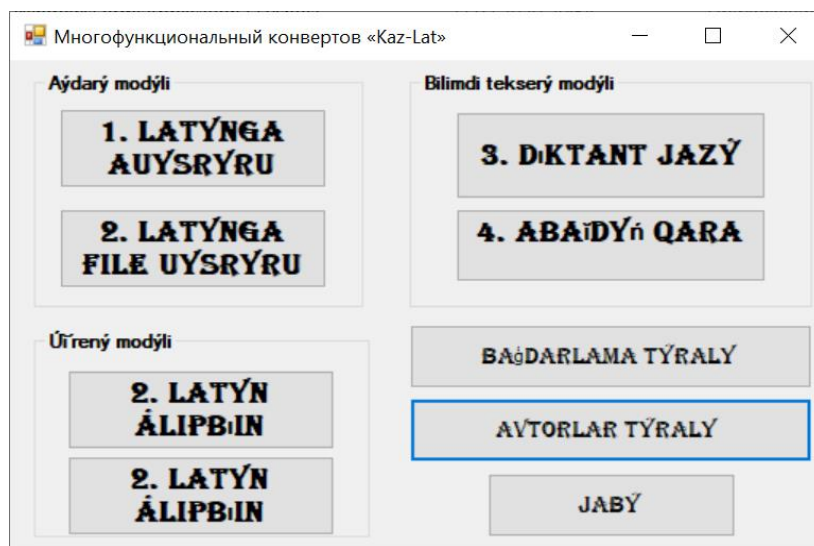 Многофункциональный конвертов «Kaz-Lat»
Aýdarý modýli
1. LATYNGA
AUYSRYRU
2. LATYNGA
FILE UYSRYRU
Bilimdi tekserý modýli
3. DıKTANT JAZÝ
4. ABAıDYń QARA
Úırený modýli
2. LATYN
ÁLIPBıIN
2. LATYN
ÁLIPBıIN
BAǵDARLAMA TÝRALY
AVTORLAR TÝRALY
JABÝ